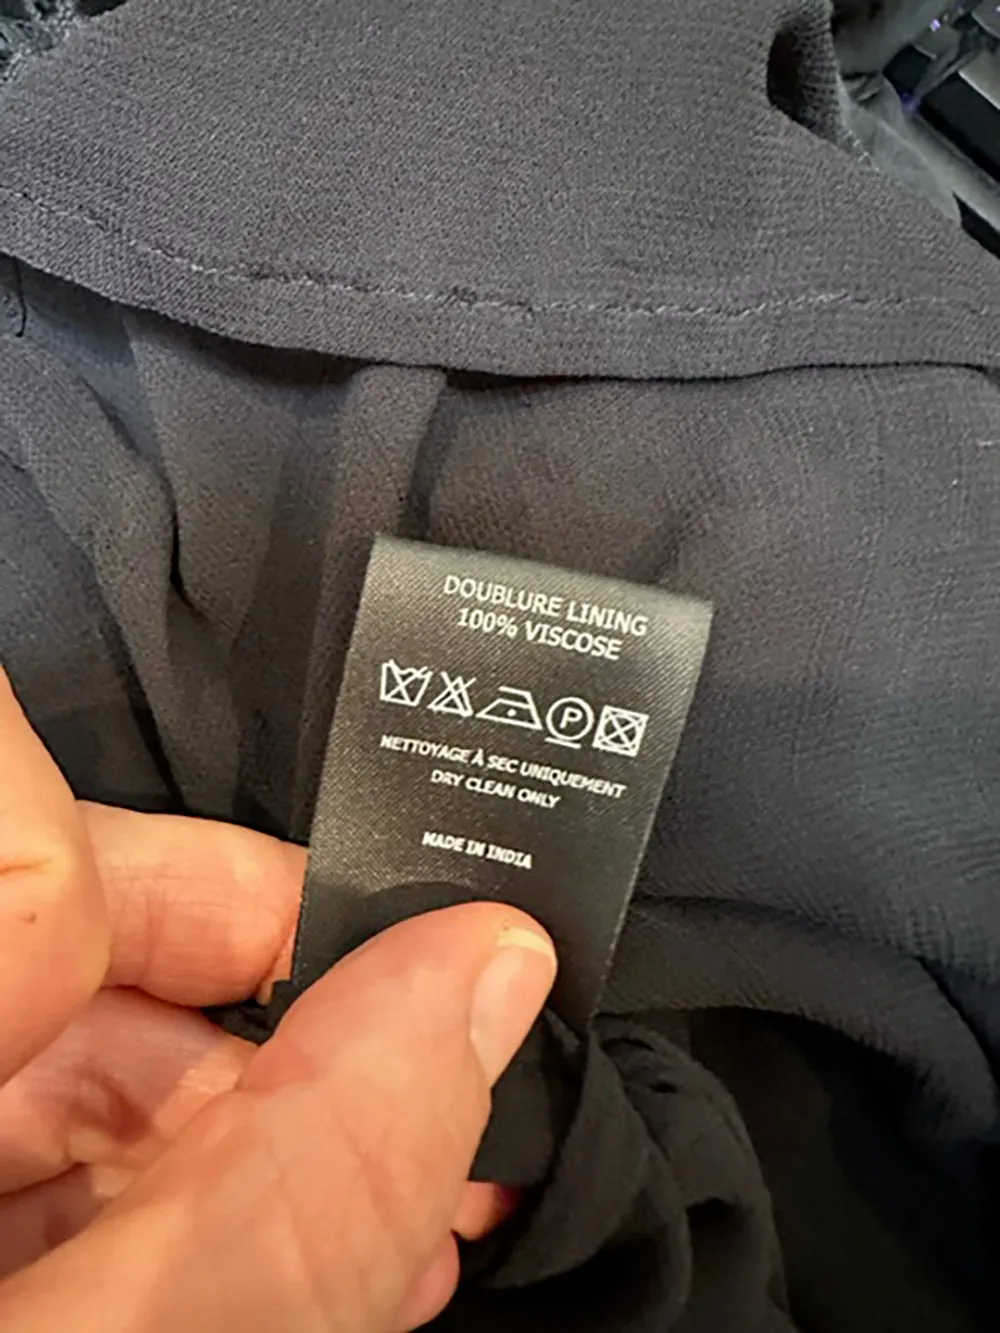 DOUBLURE LINING
100% VISCOSE
P
NETTOYAGE À SEC UNIQUEMENT
DRY CLEAN ONLY
MADE IN INDIA